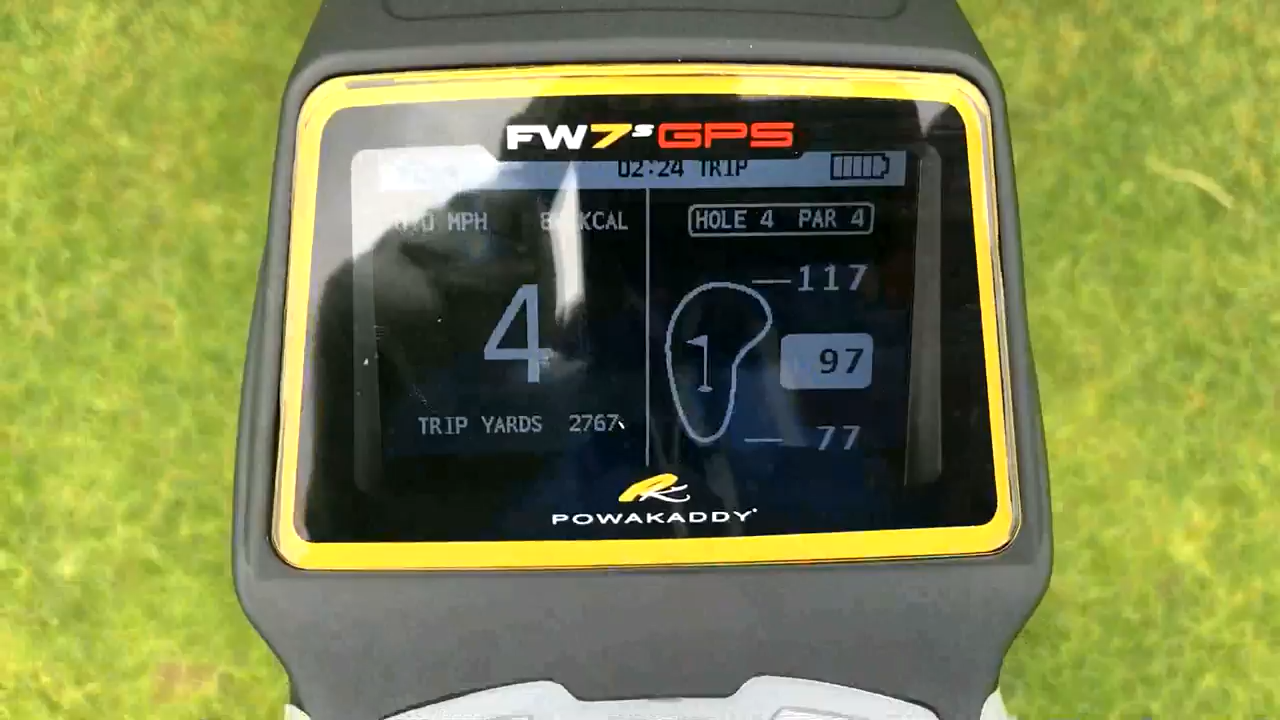 FW7s GPS
02:24 TRIP
MPH KCAL
HOLE 4 PAR 4
117
4
97
TRIP YARDS 2767
77
POWAKADDY